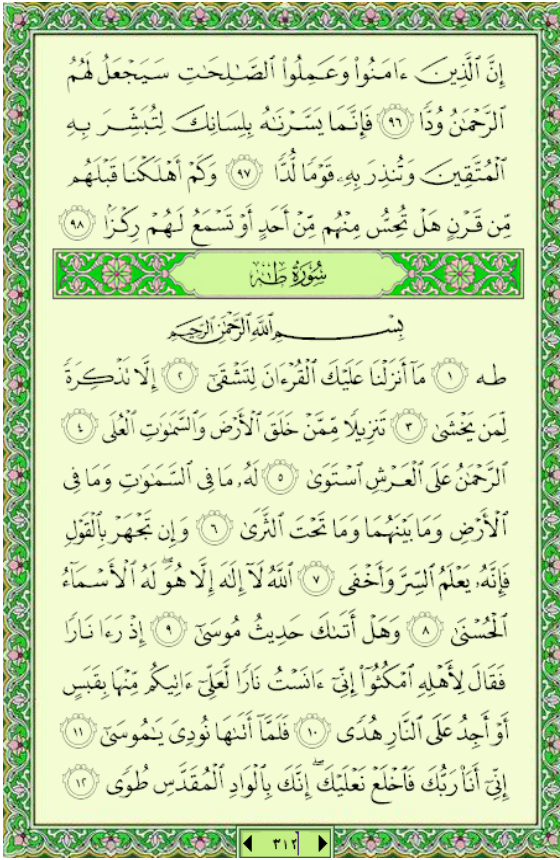 إِنَّ ٱلَّذِينَ ءَامَنُوا۟ وَعَمِلُوا۟ ٱلصَّـٰلِحَـٰتِ سَيَجْعَلُ لَهُمُ
ٱلرَّحْمَـٰنُ وُدًّا ٩٦ فَإِنَّمَا يَسَّرْنَـٰهُ بِلِسَانِكَ لِتُبَشِّرَ بِهِ
ٱلْمُتَّقِينَ وَتُنذِرَ بِهِۦ قَوْمًا لُّدًّا ٩٧ وَكَمْ أَهْلَكْنَا قَبْلَهُم
مِّن قَرْنٍ هَلْ تُحِسُّ مِنْهُم مِّنْ أَحَدٍ أَوْ تَسْمَعُ لَهُمْ رِكْزًۢا ٩٨
سُورَةُ طه
بِسْمِ ٱللَّهِ ٱلرَّحْمَـٰنِ ٱلرَّحِيمِ
طه ١ مَآ أَنزَلْنَا عَلَيْكَ ٱلْقُرْءَانَ لِتَشْقَىٰٓ ٢ إِلَّا تَذْكِرَةً
لِّمَن يَخْشَىٰ ٣ تَنزِيلًا مِّمَّنْ خَلَقَ ٱلْأَرْضَ وَٱلسَّمَـٰوَٰتِ ٱلْعُلَى ٤
ٱلرَّحْمَـٰنُ عَلَى ٱلْعَرْشِ ٱسْتَوَىٰ ٥ لَهُۥ مَا فِى ٱلسَّمَـٰوَٰتِ وَمَا فِى
ٱلْأَرْضِ وَمَا بَيْنَهُمَا وَمَا تَحْتَ ٱلثَّرَىٰ ٦ وَإِن تَجْهَرْ بِٱلْقَوْلِ
فَإِنَّهُۥ يَعْلَمُ ٱلسِّرَّ وَأَخْفَى ٧ ٱللَّهُ لَآ إِلَـٰهَ إِلَّا هُوَ ۖ لَهُ ٱلْأَسْمَآءُ
ٱلْحُسْنَىٰ ٨ وَهَلْ أَتَىٰكَ حَدِيثُ مُوسَىٰٓ ٩ إِذْ رَءَا نَارًا
فَقَالَ لِأَهْلِهِ ٱمْكُثُوٓا۟ إِنِّىٓ ءَانَسْتُ نَارًا لَّعَلِّىٓ ءَاتِيكُم مِّنْهَا بِقَبَسٍ
أَوْ أَجِدُ عَلَى ٱلنَّارِ هُدًى ١٠ فَلَمَّآ أَتَىٰهَا نُودِىَ يَـٰمُوسَىٰٓ ١١
إِنِّىٓ أَنَا۠ رَبُّكَ فَٱخْلَعْ نَعْلَيْكَ ۖ إِنَّكَ بِٱلْوَادِ ٱلْمُقَدَّسِ طُوًى ١٢
٣١٢